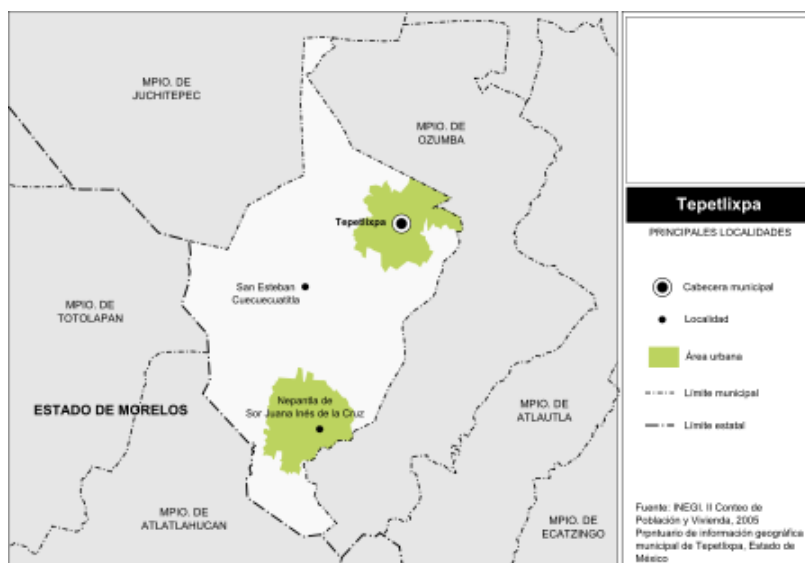 MPIO. DE
JUCHITEPEC
MPIO. DE
OZUMBA
Tepetlixpa
San Esteban
Cuecuecuatitla
MPIO. DE
TOTOLAPAN
Nepantla de
Sor Juana Inés de la Cruz
ESTADO DE MORELOS
MPIO. DE
ATLAUTLA
MPIO. DE
ATLATLAHUCAN
MPIO. DE
ECATZINGO
Tepetlixpa
PRINCIPALES LOCALIDADES
Cabecera municipal
Localidad
Área urbana
Límite municipal
Límite estatal
Fuente: INEGI. II Conteo de
Población y Vivienda, 2005
Prpntuario de información geográfica
municipal de Tepetlixpa, Estado de
México